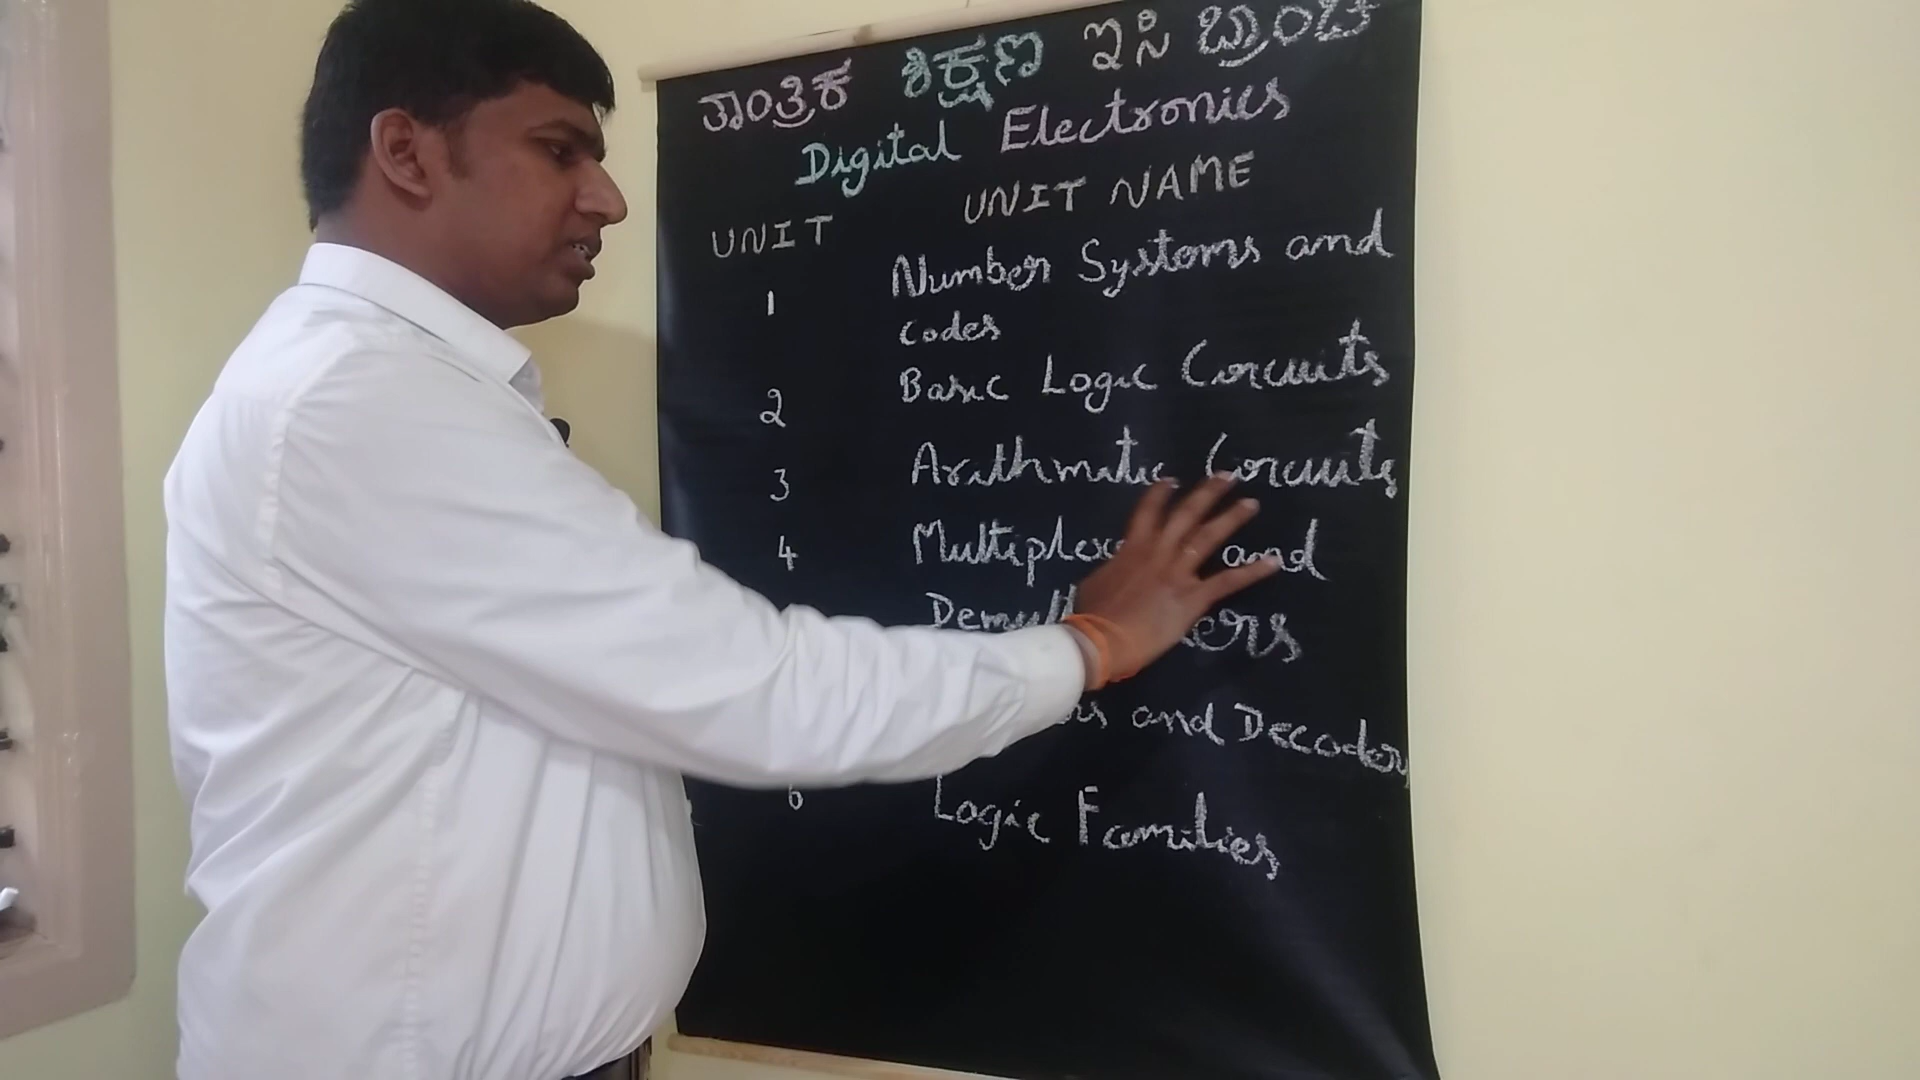 ತಾಂತ್ರಿಕ ಶಿಕ್ಷಣ ಇಸಿ ಬ್ರಾಂಚ್
Digital Electronics
UNIT UNIT NAME
1 Number Systems and
Codes
2 Basic Logic Circuits
3 Arithmetic Circuits
4 and
and Decoders
6 Logic Families